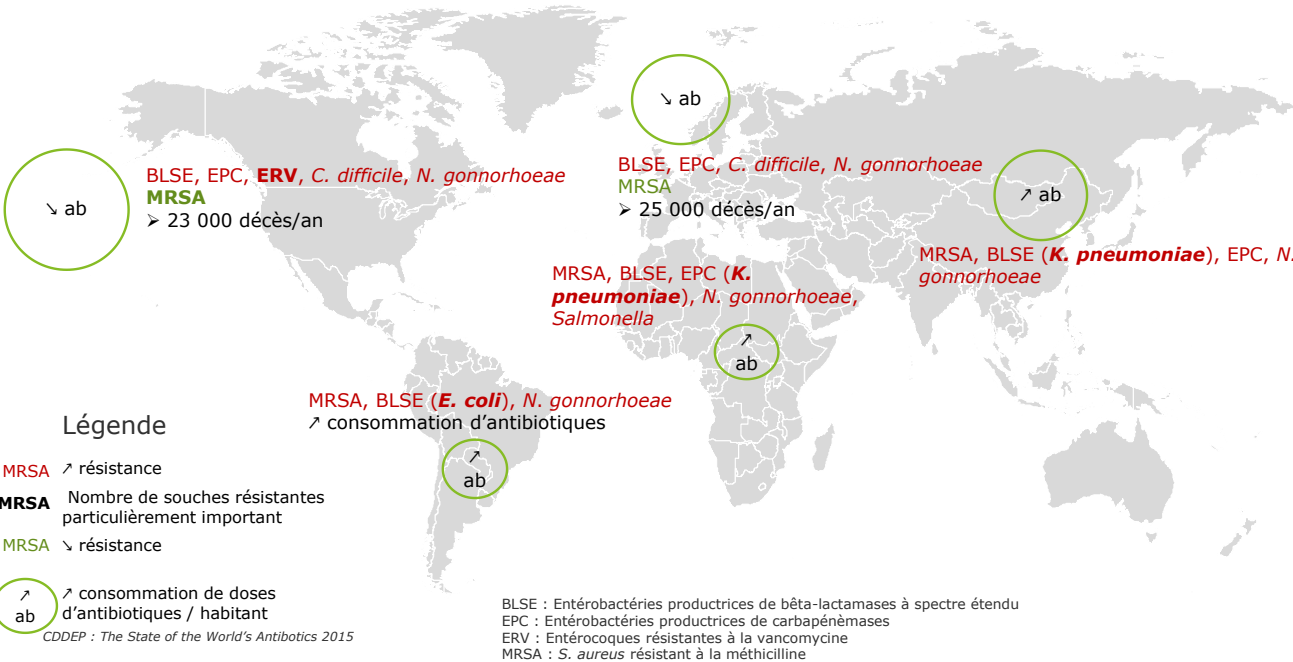 ↘ ab
BLSE, EPC, ERV, C. difficile, N. gonnorhoeae
MRSA
➢ 23 000 décès/an
↘ ab
BLSE, EPC, C. difficile, N. gonnorhoeae
MRSA
➢ 25 000 décès/an
↗ ab
MRSA, BLSE (K. pneumoniae), EPC, N.
gonnorhoeae
MRSA, BLSE, EPC (K.
pneumoniae), N. gonnorhoeae,
Salmonella
↗
ab
MRSA, BLSE (E. coli), N. gonnorhoeae
↗ consommation d’antibiotiques
↗
ab
Légende
MRSA ↗ résistance
MRSA Nombre de souches résistantes
particulièrement important
MRSA ↘ résistance
↗
ab
↗ consommation de doses
d’antibiotiques / habitant
CDDEP : The State of the World’s Antibotics 2015
BLSE : Entérobactéries productrices de bêta-lactamases à spectre étendu
EPC : Entérobactéries productrices de carbapénèmases
ERV : Entérocoques résistantes à la vancomycine
MRSA : S. aureus résistant à la méthicilline